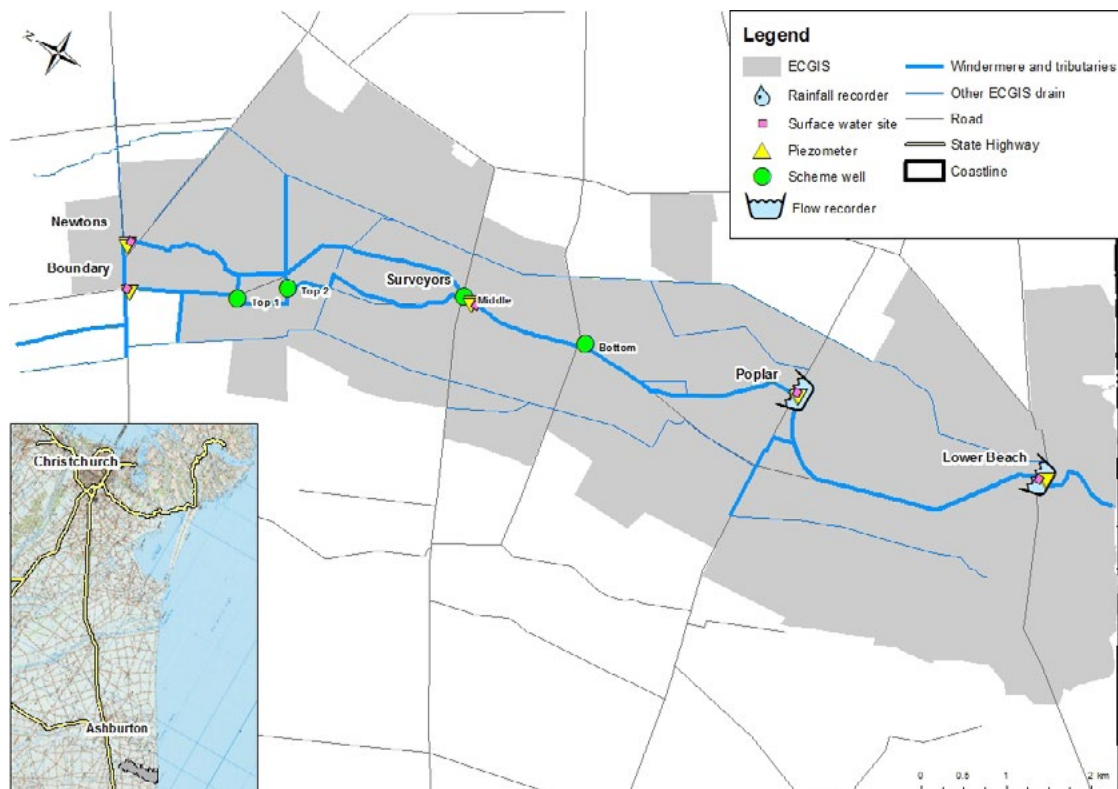 N
Legend
ECGIS
Rainfall recorder
Surface water site
Piezometer
Scheme well
Flow recorder
Windermere and tributaries
Other ECGIS drain
Road
State Highway
Coastline
Newtons
Boundary
Top 1
Top 2
Surveyors
Middle
Bottom
Poplar
Lower Beach
Christchurch
Ashburton
0 0.5 1 2 km